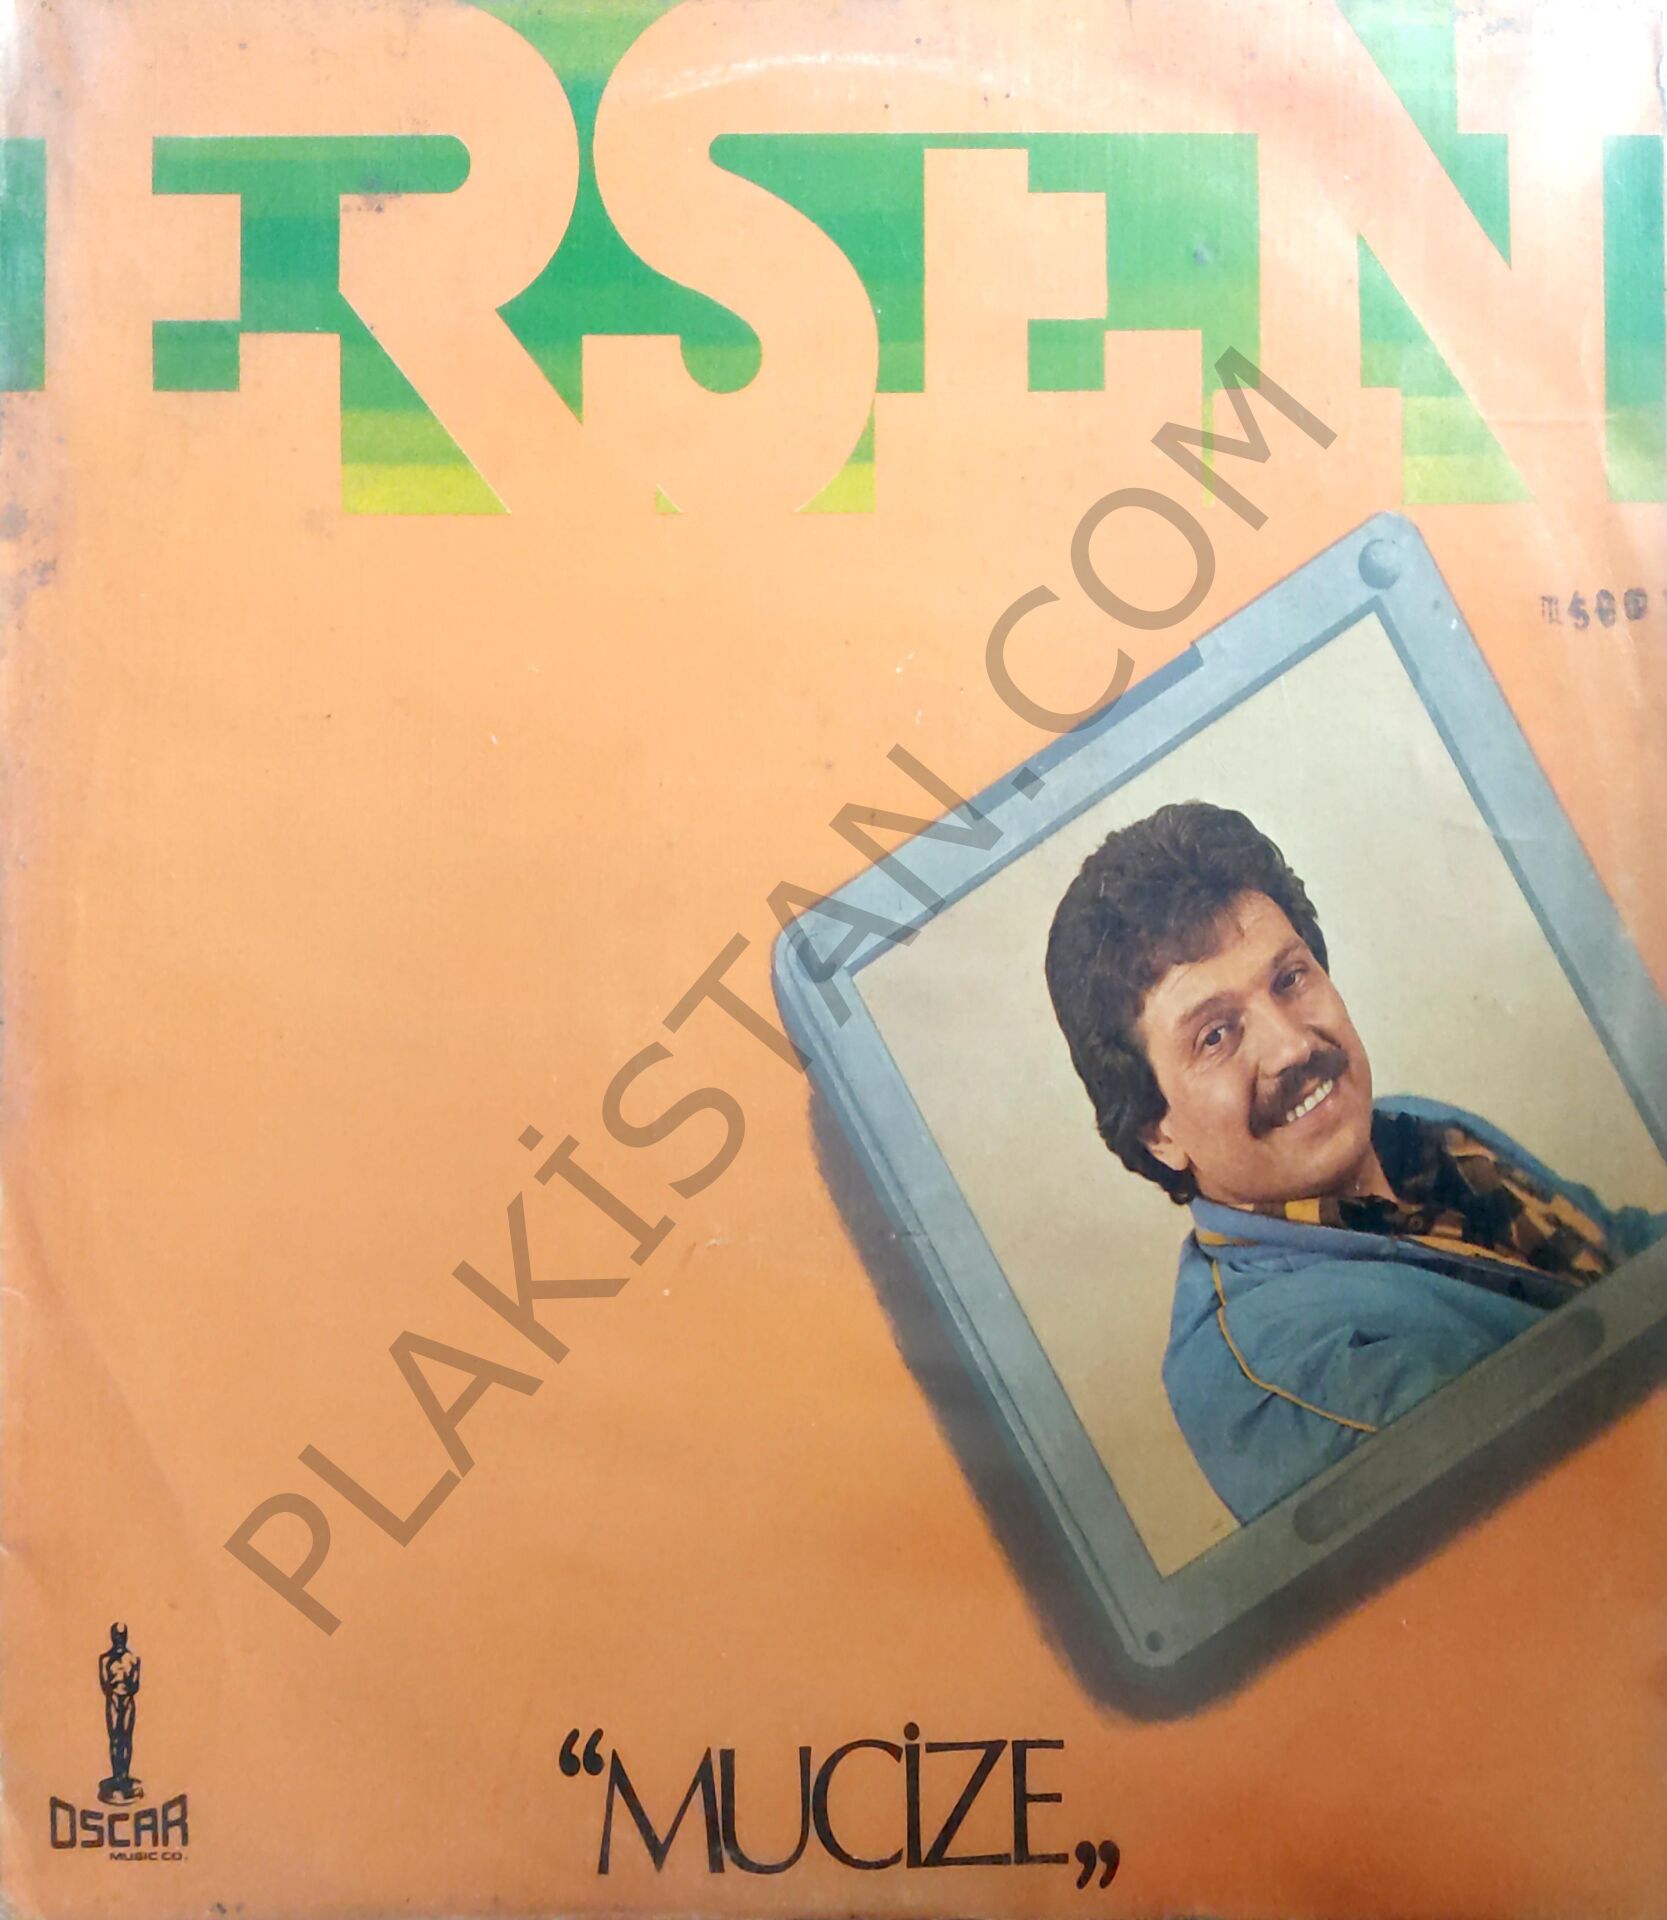 ERSEN
PLAKİSTAN.COM
"MUCİZE„
OSCAR
MUSIC CO.